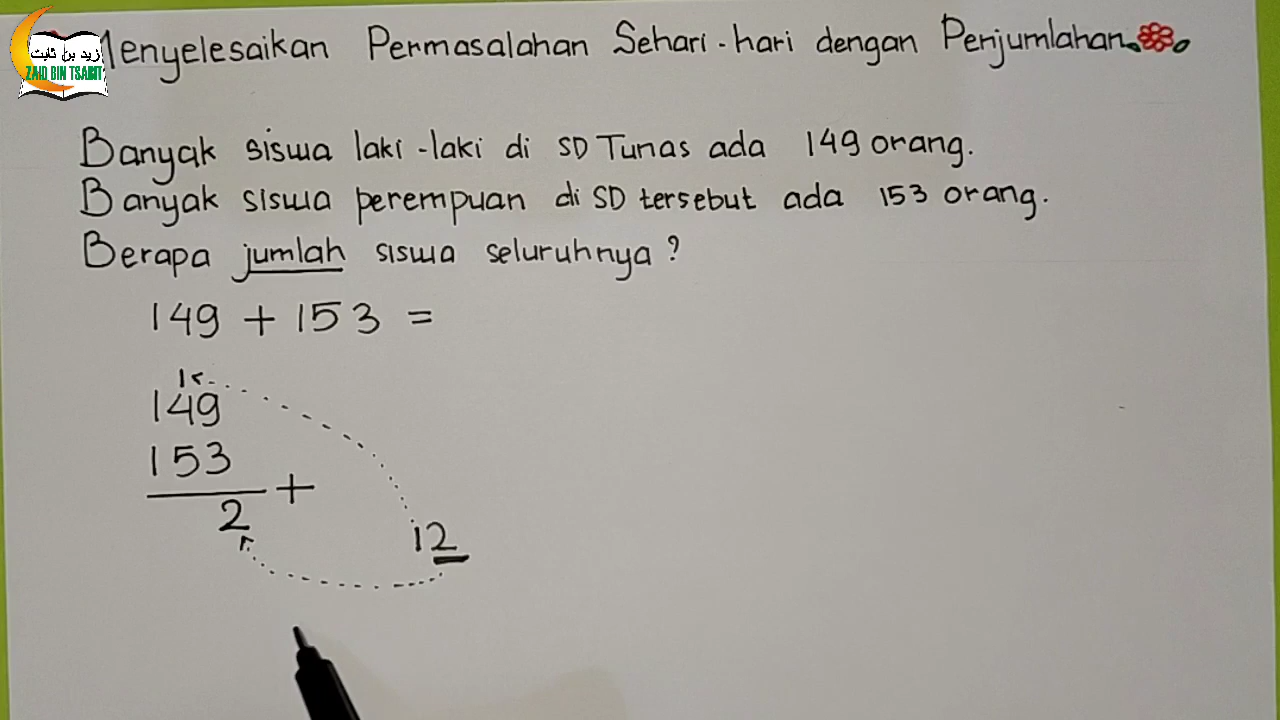 زيد بن ثابت
ZAID BIN TSABIT
Menyelesaikan Permasalahan Sehari-hari dengan Penjumlahan
Banyak siswa laki-laki di SD Tunas ada 149 orang.
Banyak siswa perempuan di SD tersebut ada 153 orang.
Berapa jumlah siswa seluruhnya?
149 + 153 =
1
149
153
+
2
12